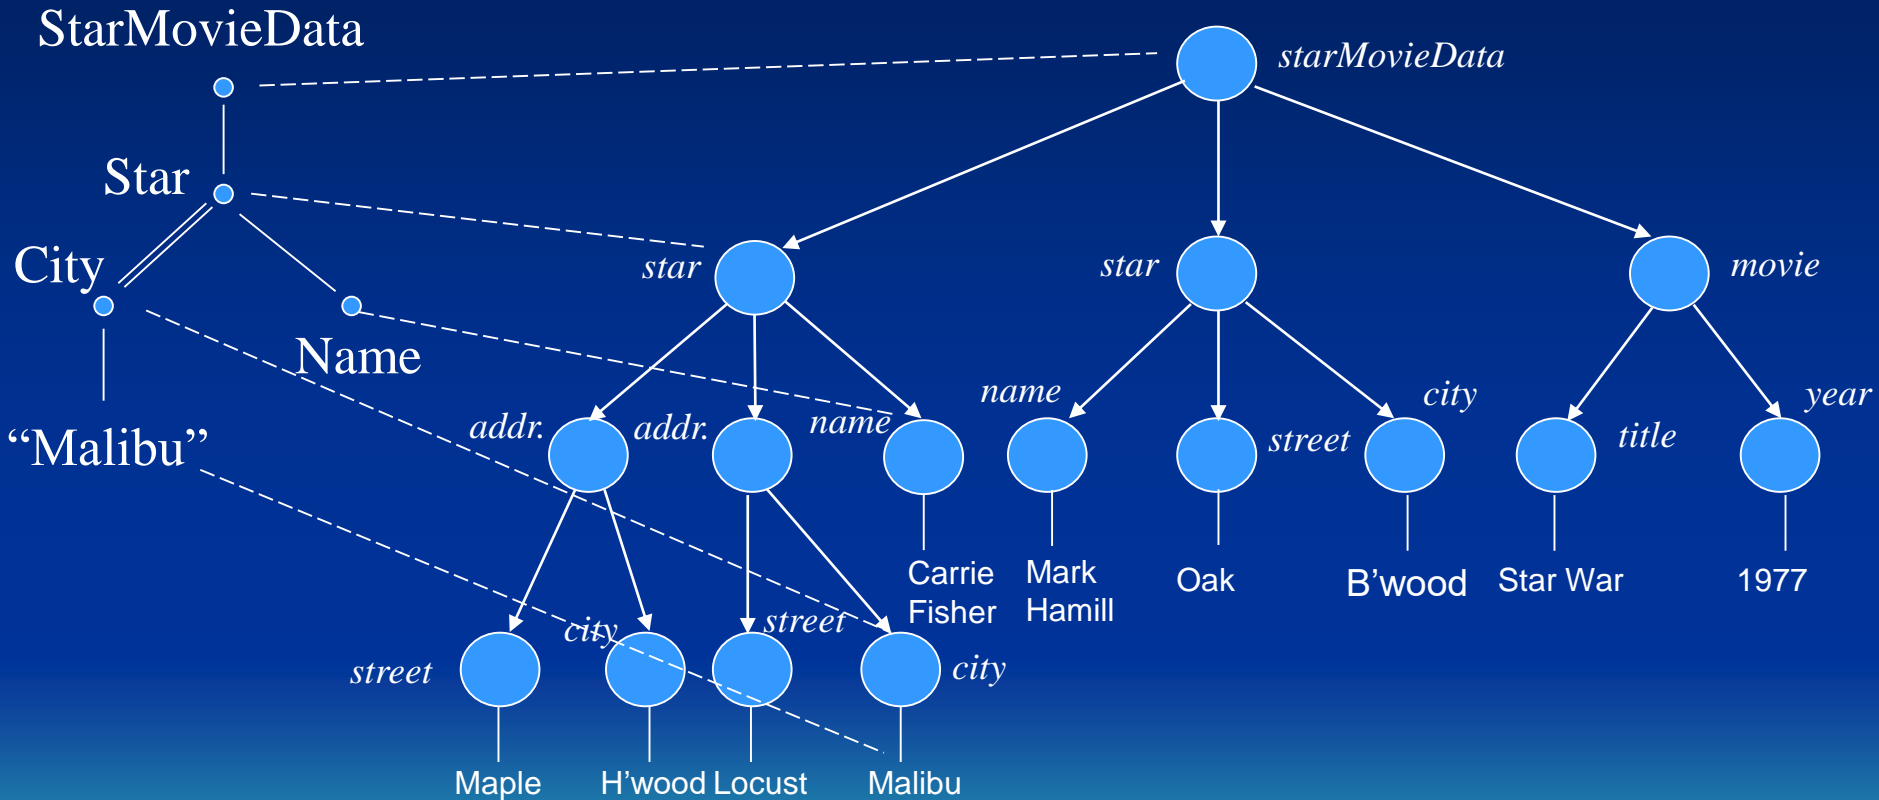 StarMovieData
starMovieData
Star
star
star
movie
City
Name
name
city
year
addr.
addr.
name
street
title
“Malibu”
Carrie
Fisher
Mark
Hamill
Oak
B’wood
Star War
1977
street
city
street
city
Maple
H’wood
Locust
Malibu